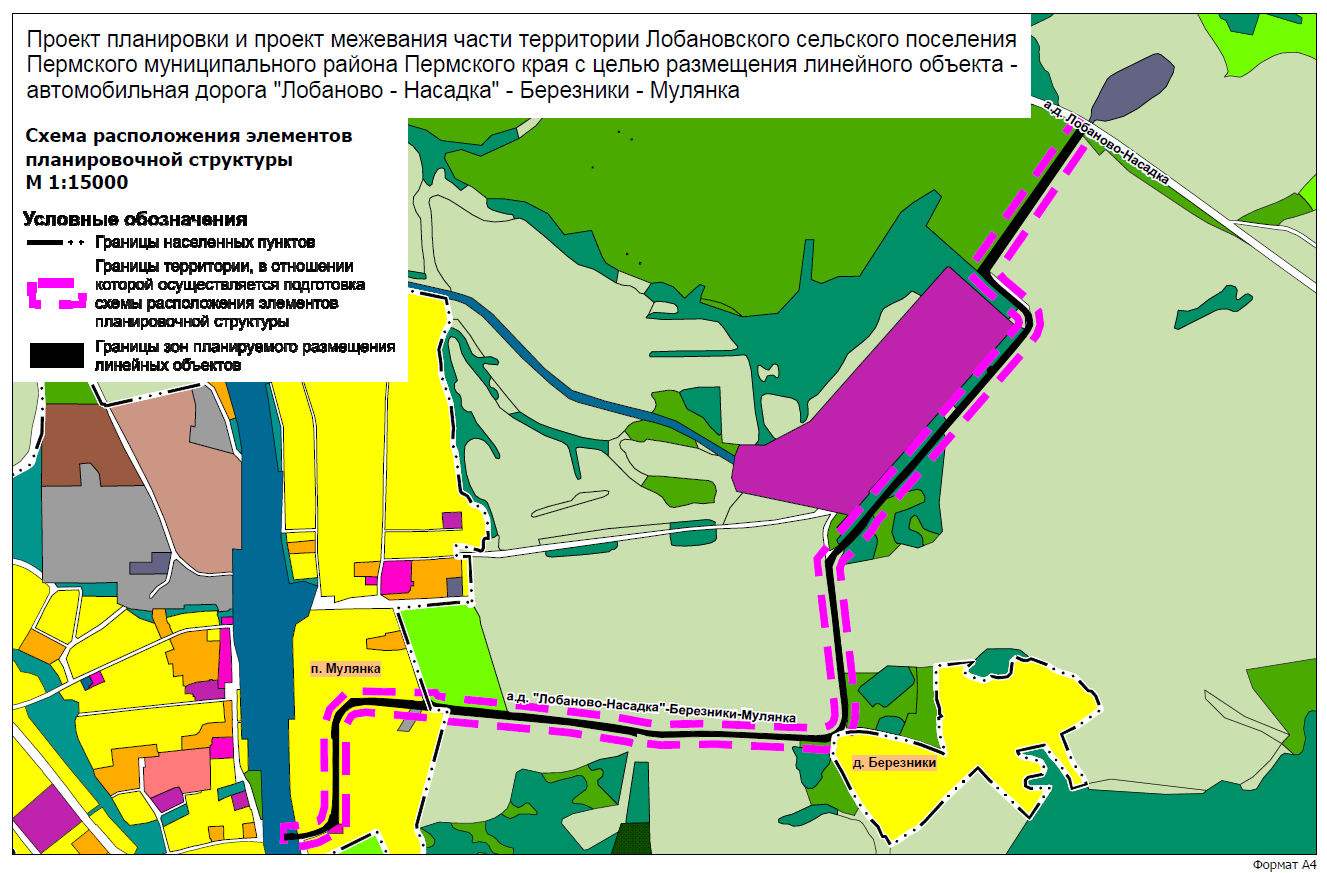 Проект планировки и проект межевания части территории Лобановского сельского поселения
Пермского муниципального района Пермского края с целью размещения линейного объекта -
автомобильная дорога "Лобаново - Насадка" - Березники - Мулянка
Схема расположения элементов
планировочной структуры
М 1:15000
Условные обозначения
Границы населенных пунктов
Границы территории, в отношении
которой осуществляется подготовка
схемы расположения элементов
планировочной структуры
Границы зон планируемого размещения
линейных объектов
а.д. Лобаново-Насадка
п. Мулянка
а.д. "Лобаново-Насадка"-Березники-Мулянка
д. Березники
Формат А4